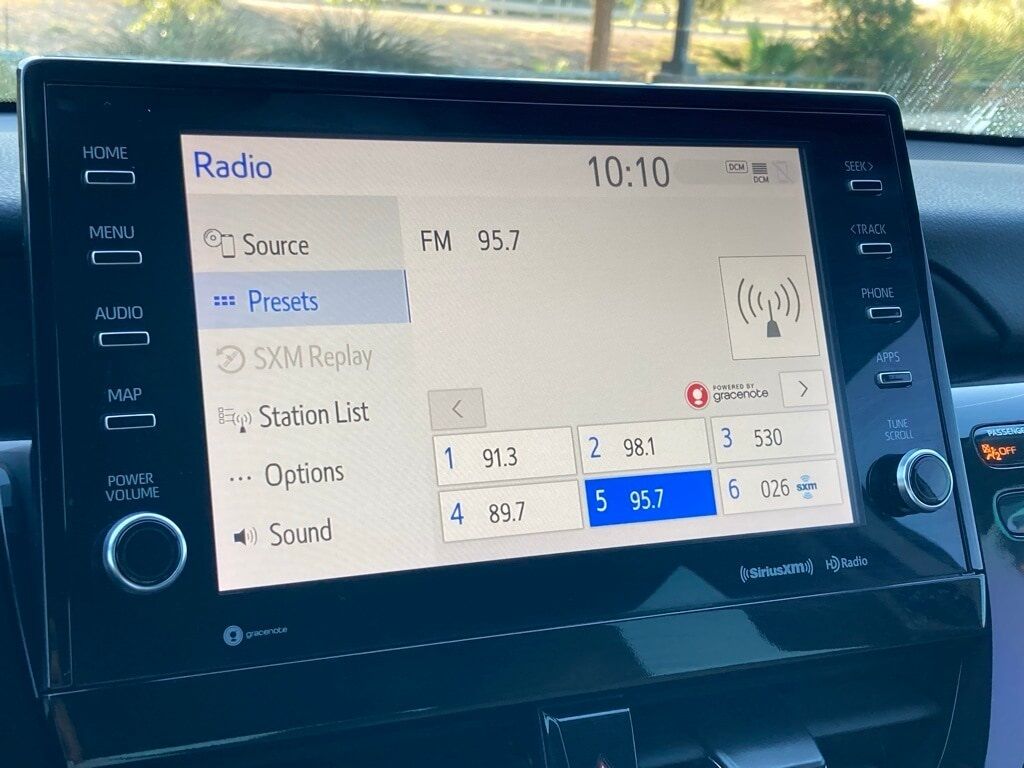 HOME
MENU
AUDIO
MAP
POWER
VOLUME
Radio
10:10
DCM
DCM
Source
Presets
SXM Replay
Station List
Options
Sound
FM 95.7
POWERED BY
gracenote
1 91.3
2 98.1
3 530
4 89.7
5 95.7
6 026 sxm
SEEK>
<TRACK
PHONE
APPS
TUNE
SCROLL
PASSENGE
OFF
gracenote
((SiriusXM))
HD Radio